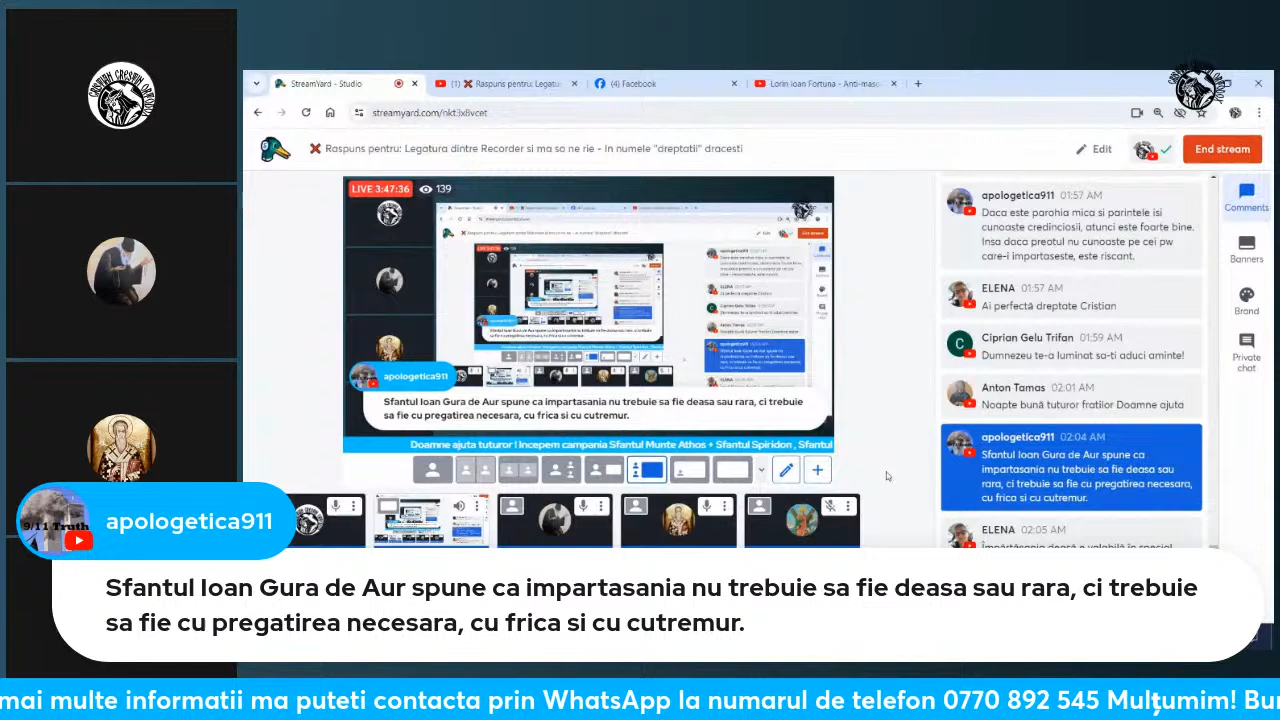 StreamYard - Studio
(1) ❌ Raspuns pentru: Legatu
(4) Facebook
Lorin Ioan Fortuna - Anti-maso
streamyard.com/nkt3x8vcet
❌ Raspuns pentru: Legatura dintre Recorder si ma so ne rie - In numele "dreptatii" dracesti
Edit
End stream
LIVE 3:47:36
139
apologetica911 01:57 AM
Daca este parohia mica si parintele isi
cunoaste credinciosii, atunci este foarte bine.
Insa daca preotul nu cunoaste pe cei pw
care-i impartaseste, este riscant.
ELENA 01:57 AM
Ai perfectă dreptate Cristian
Ciprian Gelu Trifan 01:59 AM
Dumnezeu te-a luminat sa-ti aduci aminte!
Anton Tamas 02:01 AM
Noapte bună tuturor fratilor Doamne ajuta
apologetica911 02:04 AM
Sfantul Ioan Gura de Aur spune ca
impartasania nu trebuie sa fie deasa sau
rara, ci trebuie sa fie cu pregatirea necesara,
cu frica si cu cutremur.
ELENA 02:05 AM
Comments
Banners
Brand
Private
chat
apologetica911
Sfantul Ioan Gura de Aur spune ca impartasania nu trebuie sa fie deasa sau rara, ci trebuie
sa fie cu pregatirea necesara, cu frica si cu cutremur.
Doamne ajuta tuturor ! Incepem campania Sfantul Munte Athos + Sfantul Spiridon , Sfantul
9/11 Truth
apologetica911
Sfantul Ioan Gura de Aur spune ca impartasania nu trebuie sa fie deasa sau rara, ci trebuie
sa fie cu pregatirea necesara, cu frica si cu cutremur.
mai multe informatii ma puteti contacta prin WhatsApp la numarul de telefon 0770 892 545 Mulțumim! Bu